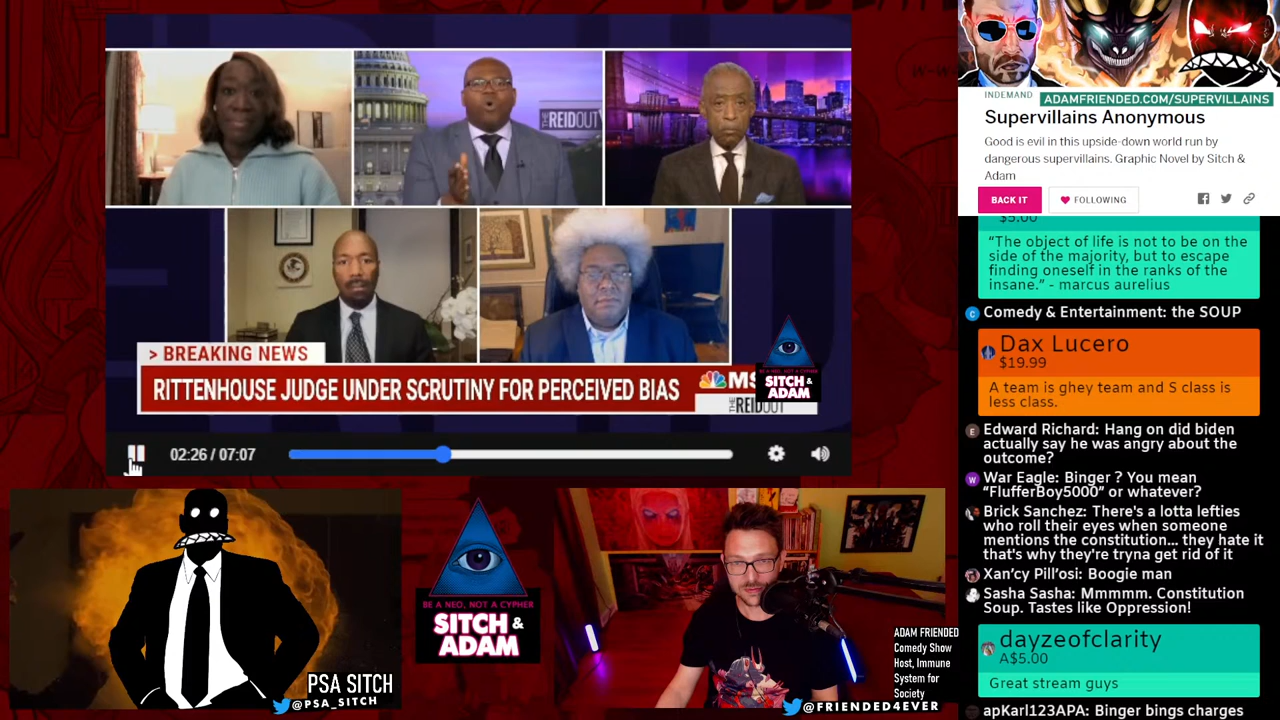 THE REIDOUT
> BREAKING NEWS
RITTENHOUSE JUDGE UNDER SCRUTINY FOR PERCEIVED BIAS
MS
THE REIDOUT
BE A NEO, NOT A CYPHER
SITCH &
ADAM
02:26 / 07:07
PSA SITCH
@PSA_SITCH
BE A NEO, NOT A CYPHER
SITCH &
ADAM
ADAM FRIENDED
Comedy Show
Host, Immune
System for
Society
@FRIENDED4EVER
INDEMAND
ADAMFRIENDED.COM/SUPERVILLAINS
Supervillains Anonymous
Good is evil in this upside-down world run by
dangerous supervillains. Graphic Novel by Sitch &
Adam
BACK IT
FOLLOWING
$5.00
“The object of life is not to be on the
side of the majority, but to escape
finding oneself in the ranks of the
insane.” - marcus aurelius
C Comedy & Entertainment: the SOUP
Dax Lucero
$19.99
A team is ghey team and S class is
less class.
E Edward Richard: Hang on did biden
actually say he was angry about the
outcome?
W War Eagle: Binger ? You mean
“FlufferBoy5000” or whatever?
Brick Sanchez: There's a lotta lefties
who roll their eyes when someone
mentions the constitution... they hate it
that's why they're tryna get rid of it
Xan’cy Pill’osi: Boogie man
Sasha Sasha: Mmmmm. Constitution
Soup. Tastes like Oppression!
dayzeofclarity
A$5.00
Great stream guys
apKarl123APA: Binger bings charges